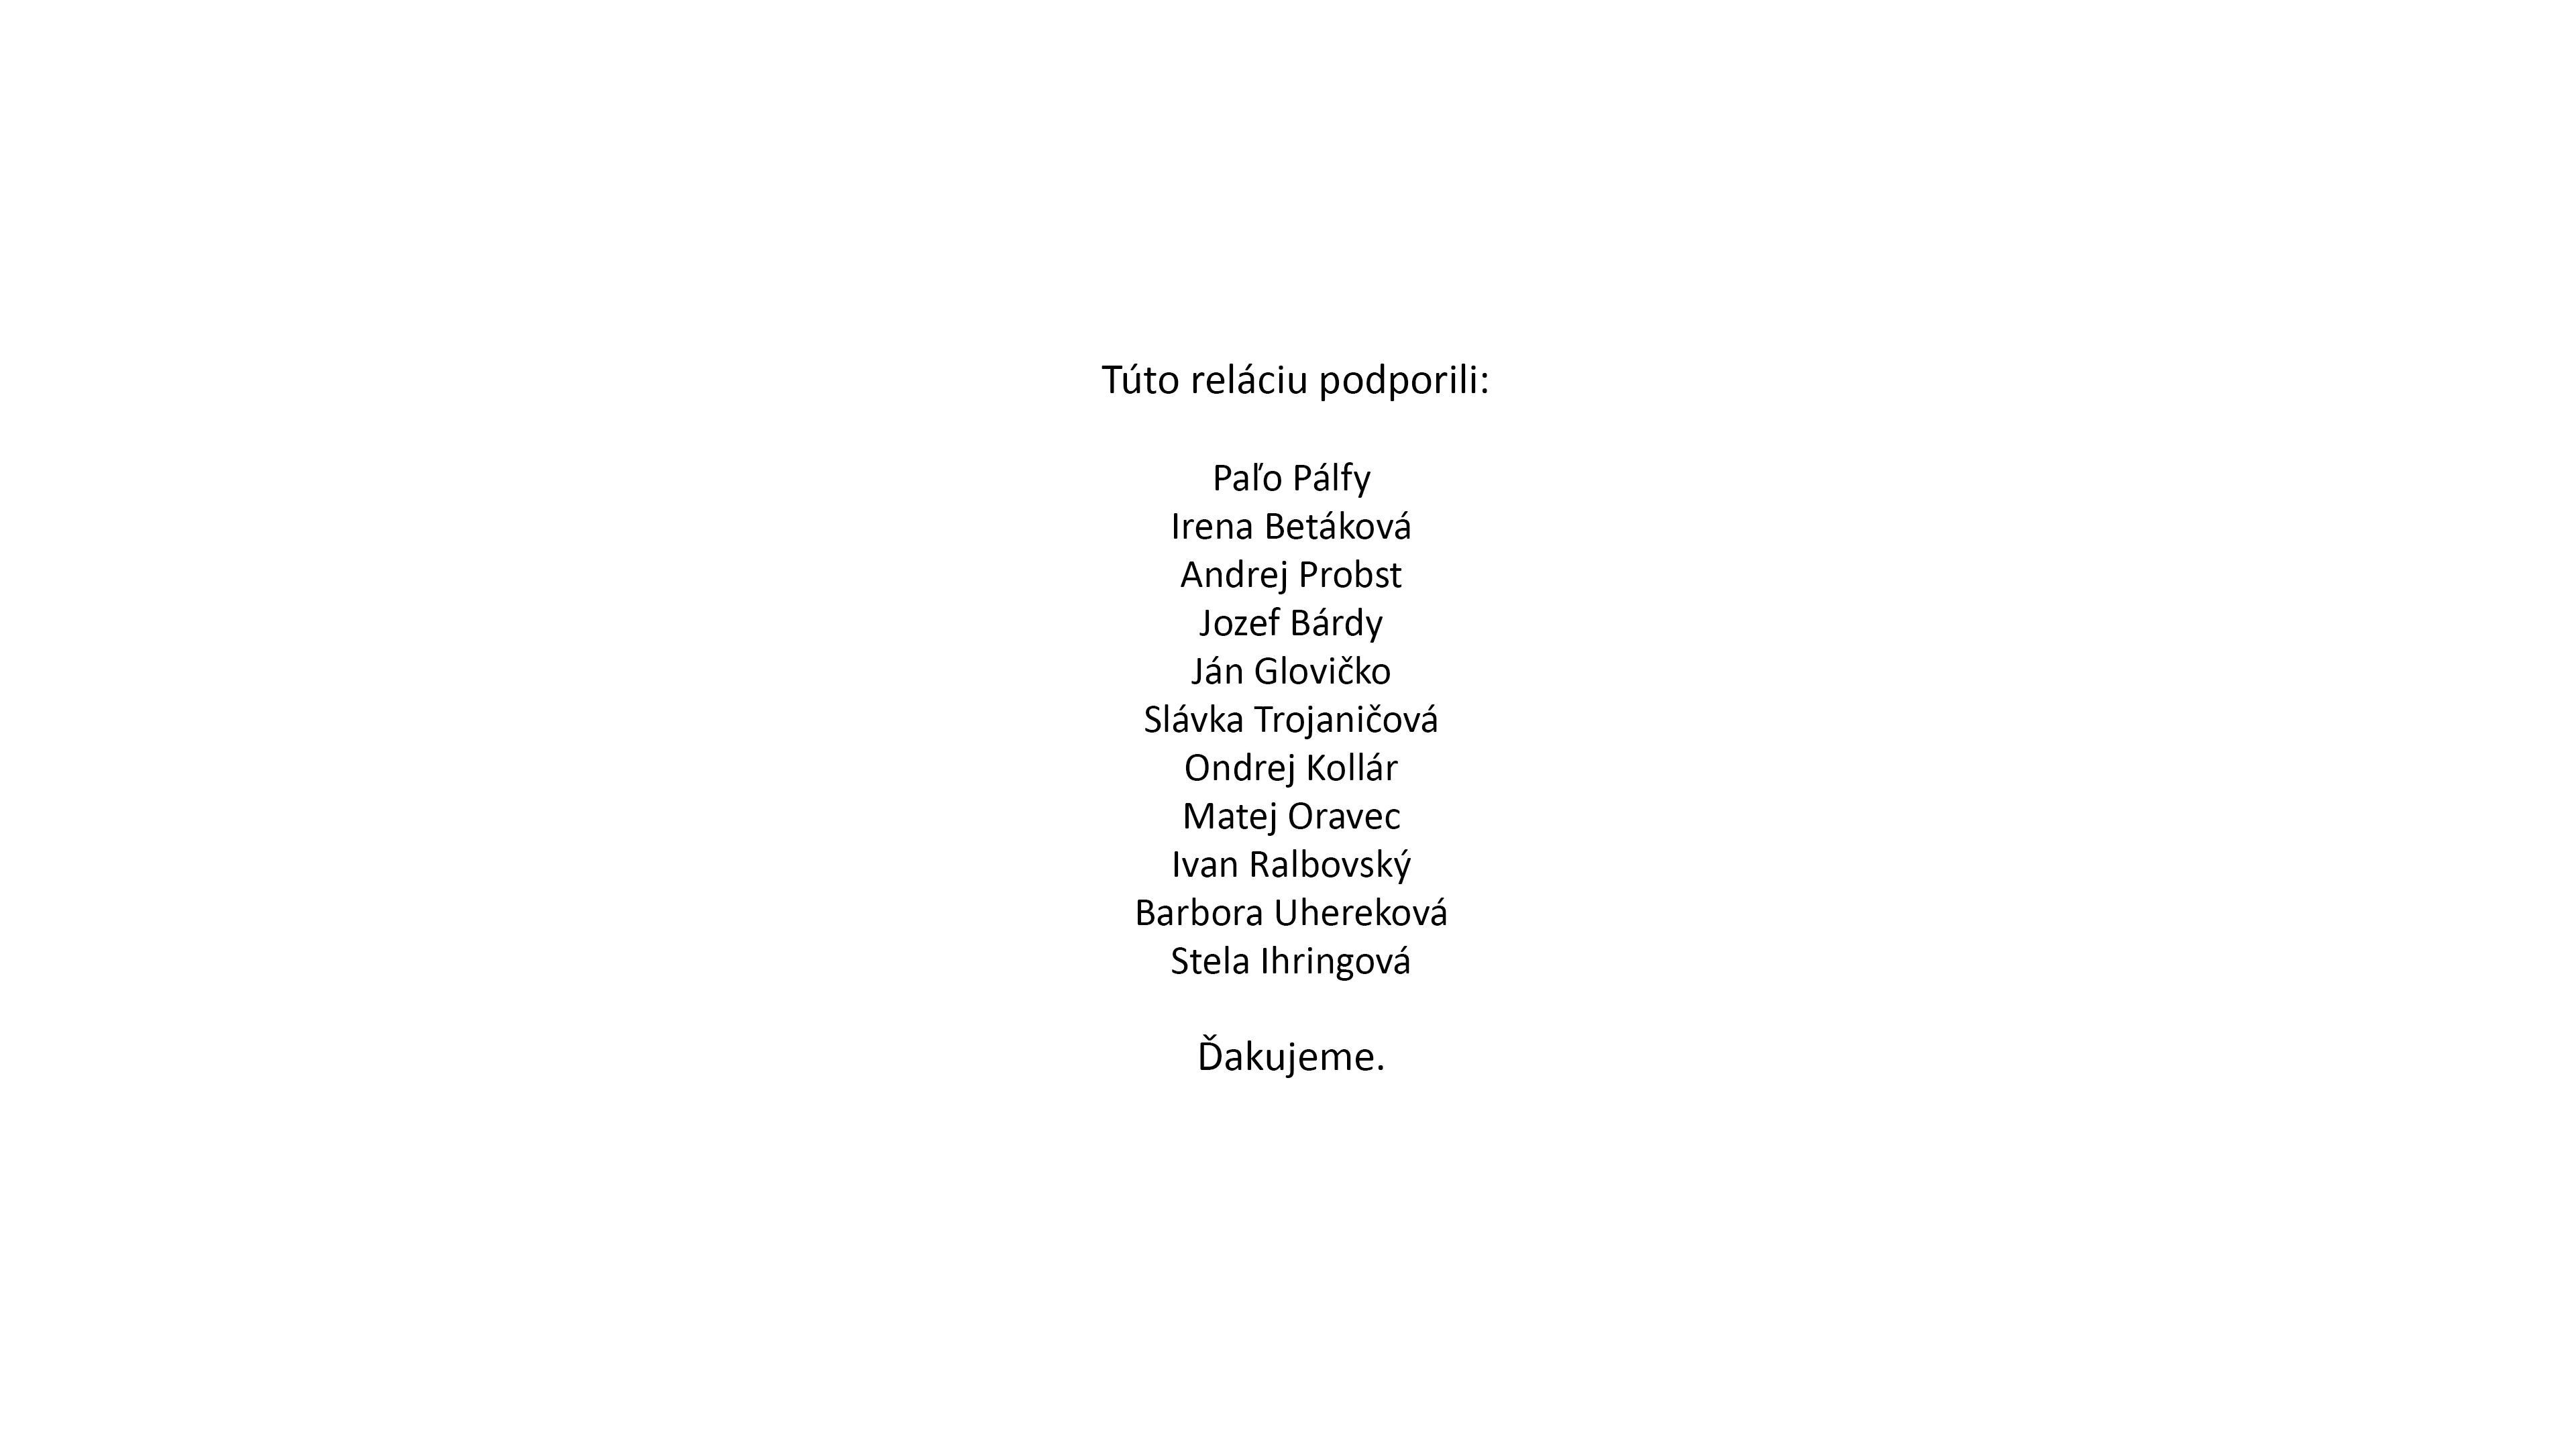 Túto reláciu podporili:
Paľo Pálfy
Irena Betáková
Andrej Probst
Jozef Bárdy
Ján Glovičko
Slávka Trojaničová
Ondrej Kollár
Matej Oravec
Ivan Ralbovský
Barbora Uhereková
Stela Ihringová
Ďakujeme.